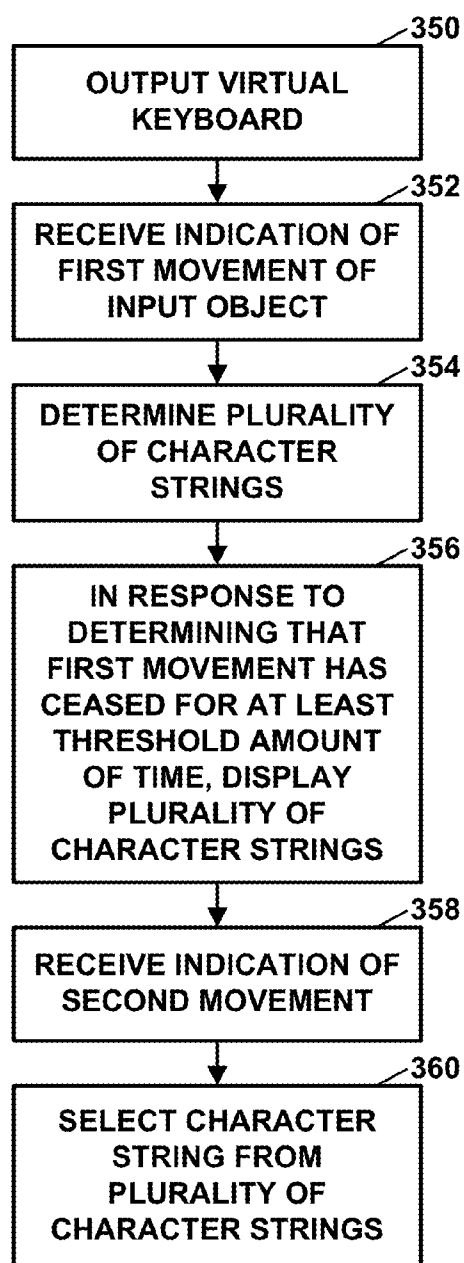 350
OUTPUT VIRTUAL
KEYBOARD
352
RECEIVE INDICATION OF
FIRST MOVEMENT OF
INPUT OBJECT
354
DETERMINE PLURALITY
OF CHARACTER
STRINGS
356
IN RESPONSE TO
DETERMINING THAT
FIRST MOVEMENT HAS
CEASED FOR AT LEAST
THRESHOLD AMOUNT
OF TIME, DISPLAY
PLURALITY OF
CHARACTER STRINGS
358
RECEIVE INDICATION OF
SECOND MOVEMENT
360
SELECT CHARACTER
STRING FROM
PLURALITY OF
CHARACTER STRINGS